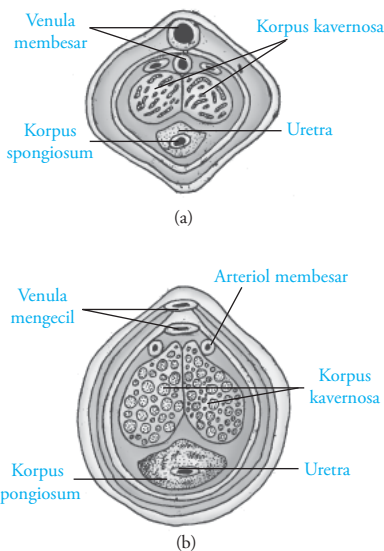 Venula
membesar
Korpus kavernosa
Korpus
spongiosum
Uretra
(a)
Venula
mengecil
Arteriol membesar
Korpus
kavernosa
Korpus
pongiosum
Uretra
(b)